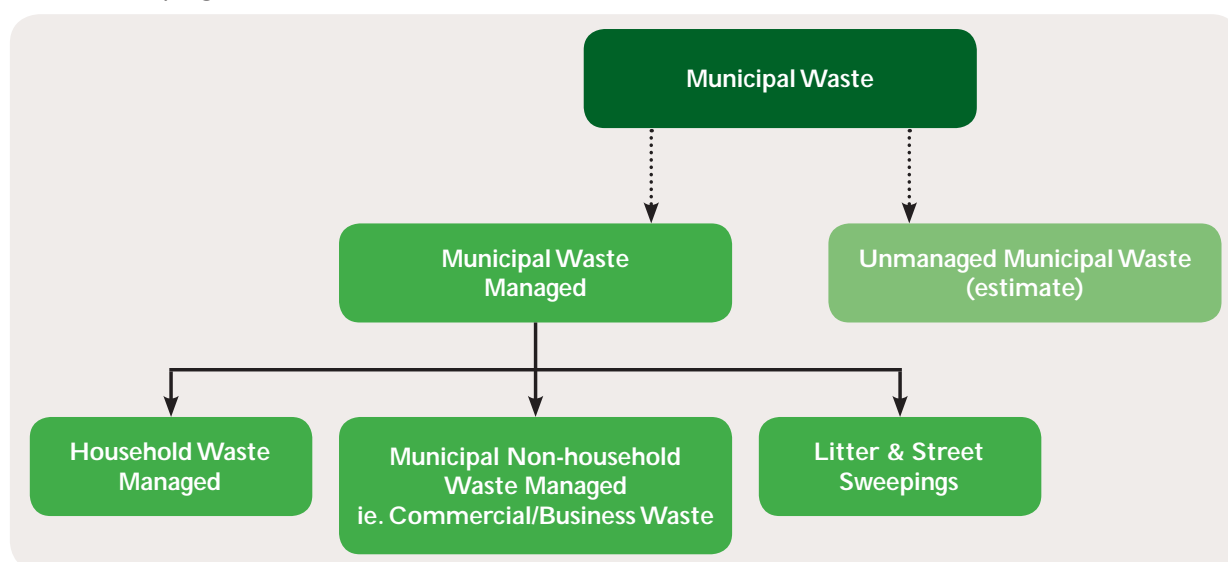 Municipal Waste
Municipal Waste
Managed
Unmanaged Municipal Waste
(estimate)
Household Waste
Managed
Municipal Non-household
Waste Managed
ie. Commercial/Business Waste
Litter & Street
Sweepings